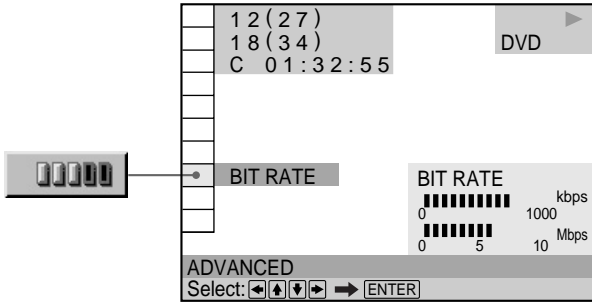 12(27)
18(34)
C 01:32:55
DVD
BIT RATE
BIT RATE
kbps
0 1000
Mbps
0 5 10
ADVANCED
Select: ENTER